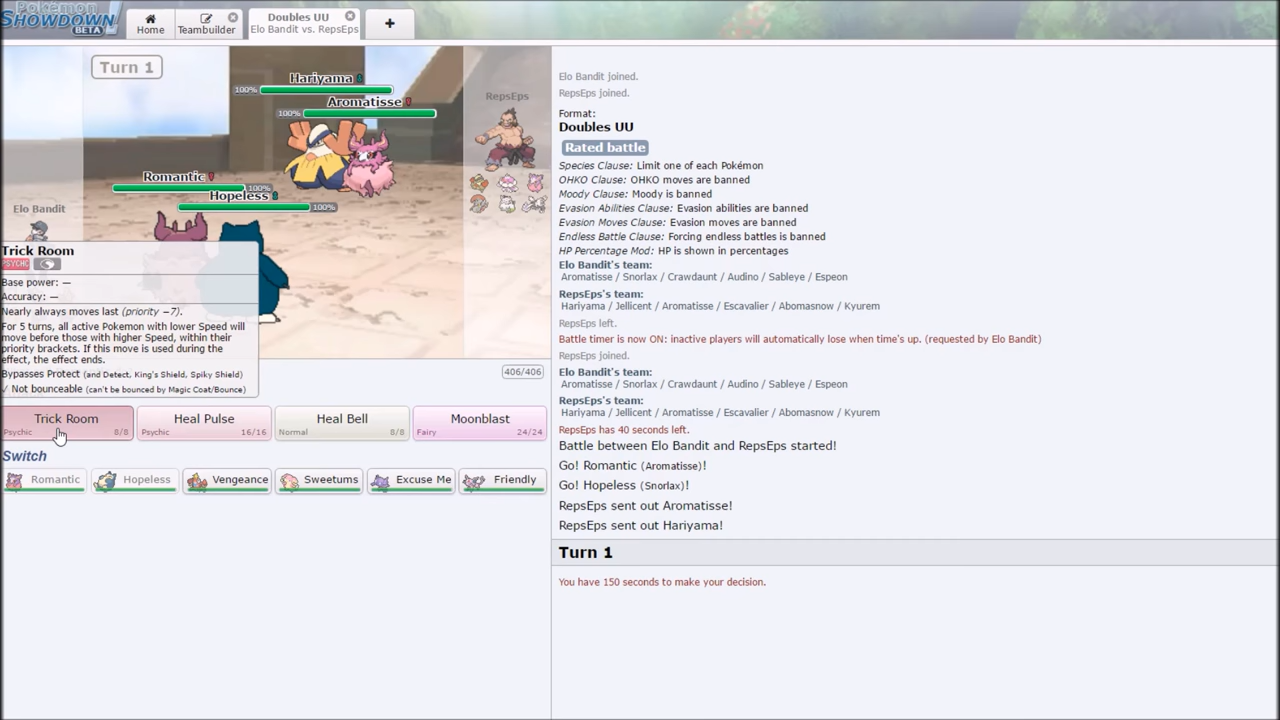 Pokémon
SHOWDOWN
BETA
Home
Teambuilder
Doubles UU
Elo Bandit vs. RepsEps
+
Turn 1
Hariyama
100%
Aromatisse
100%
RepsEps
Romantic
100%
Hopeless
100%
Elo Bandit
Trick Room
PSYCHC
Base power: —
Accuracy: —
Nearly always moves last (priority −7).
For 5 turns, all active Pokemon with lower Speed will
move before those with higher Speed, within their
priority brackets. If this move is used during the
effect, the effect ends.
Bypasses Protect (and Detect, King's Shield, Spiky Shield)
✓ Not bounceable (can't be bounced by Magic Coat/Bounce)
406/406
Trick Room
Psychic 8/8
Heal Pulse
Psychic 16/16
Heal Bell
Normal 8/8
Moonblast
Fairy 24/24
Switch
Romantic Hopeless Vengeance Sweetums Excuse Me Friendly
Elo Bandit joined.
RepsEps joined.
Format:
Doubles UU
Rated battle
Species Clause: Limit one of each Pokémon
OHKO Clause: OHKO moves are banned
Moody Clause: Moody is banned
Evasion Abilities Clause: Evasion abilities are banned
Evasion Moves Clause: Evasion moves are banned
Endless Battle Clause: Forcing endless battles is banned
HP Percentage Mod: HP is shown in percentages
Elo Bandit's team:
Aromatisse / Snorlax / Crawdaunt / Audino / Sableye / Espeon
RepsEps's team:
Hariyama / Jellicent / Aromatisse / Escavalier / Abomasnow / Kyurem
RepsEps left.
Battle timer is now ON: inactive players will automatically lose when time's up. (requested by Elo Bandit)
RepsEps joined.
Elo Bandit's team:
Aromatisse / Snorlax / Crawdaunt / Audino / Sableye / Espeon
RepsEps's team:
Hariyama / Jellicent / Aromatisse / Escavalier / Abomasnow / Kyurem
RepsEps has 40 seconds left.
Battle between Elo Bandit and RepsEps started!
Go! Romantic (Aromatisse)!
Go! Hopeless (Snorlax)!
RepsEps sent out Aromatisse!
RepsEps sent out Hariyama!
Turn 1
You have 150 seconds to make your decision.